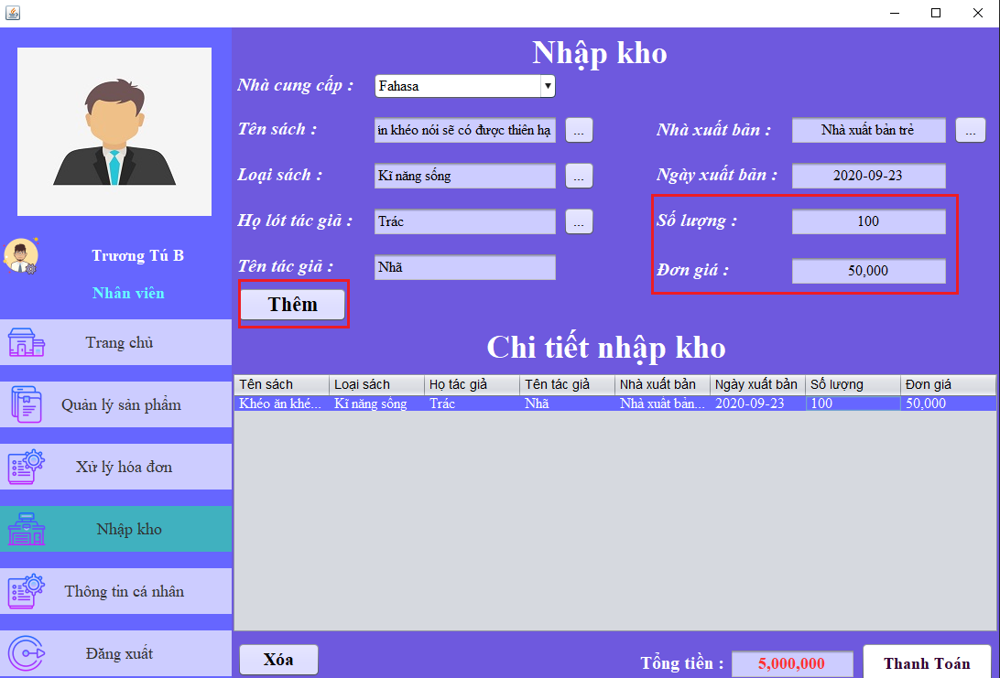 Nhập kho
Nhà cung cấp : Fahasa
Tên sách : in khéo nói sẽ có được thiên hạ ... Nhà xuất bản : Nhà xuất bản trẻ ...
Loại sách : Kĩ năng sống ... Ngày xuất bản : 2020-09-23
Họ lót tác giả : Trác ... Số lượng : 100
Tên tác giả : Nhã Đơn giá : 50,000
Thêm
Trương Tú B
Nhân viên
Trang chủ
Quản lý sản phẩm
Xử lý hóa đơn
Nhập kho
Thông tin cá nhân
Đăng xuất
Chi tiết nhập kho
Tên sách Loại sách Họ tác giả Tên tác giả Nhà xuất bản Ngày xuất bản Số lượng Đơn giá
Khéo ăn khé... Kĩ năng sống Trác Nhã Nhà xuất bản... 2020-09-23 100 50,000
Xóa Tổng tiền : 5,000,000 Thanh Toán